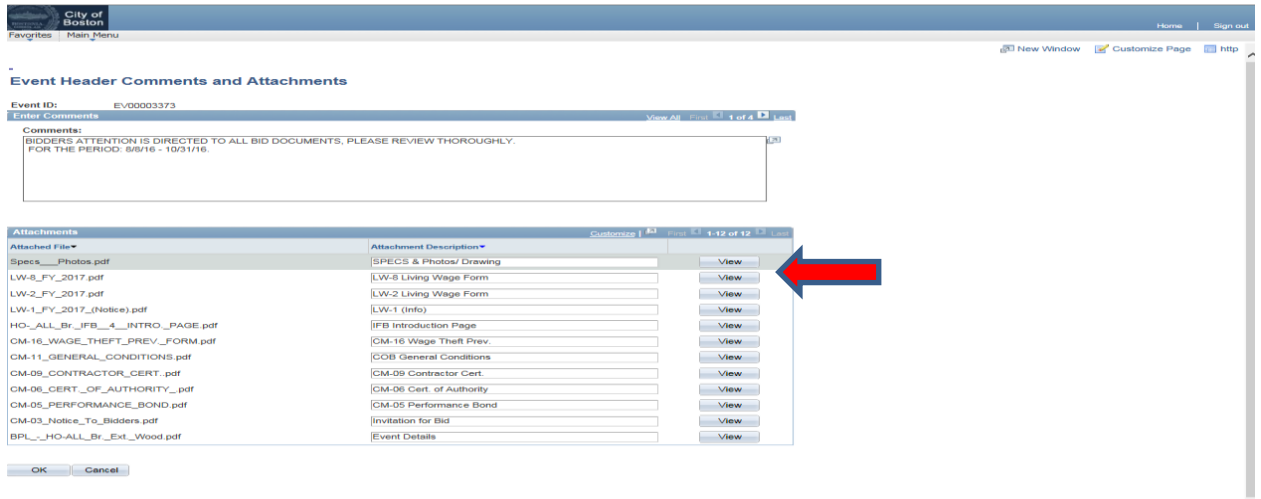 City of
Boston
Home | Sign out
Favorites Main Menu
New Window Customize Page http
Event Header Comments and Attachments
Event ID: EV00003373
Enter Comments View All First 1 of 4 Last
Comments:
BIDDERS ATTENTION IS DIRECTED TO ALL BID DOCUMENTS, PLEASE REVIEW THOROUGHLY.
FOR THE PERIOD: 8/8/16 - 10/31/16.
Attachments Customize | First 1-12 of 12 Last
Attached File Attachment Description
Specs___Photos.pdf SPECS & Photos/ Drawing View
LW-8_FY_2017.pdf LW-8 Living Wage Form View
LW-2_FY_2017.pdf LW-2 Living Wage Form View
LW-1_FY_2017_(Notice).pdf LW-1 (Info) View
HO-_ALL_Br._IFB__4__INTRO._PAGE.pdf IFB Introduction Page View
CM-16_WAGE_THEFT_PREV._FORM.pdf CM-16 Wage Theft Prev. View
CM-11_GENERAL_CONDITIONS.pdf COB General Conditions View
CM-09_CONTRACTOR_CERT..pdf CM-09 Contractor Cert. View
CM-06_CERT._OF_AUTHORITY_.pdf CM-06 Cert. of Authority View
CM-05_PERFORMANCE_BOND.pdf CM-05 Performance Bond View
CM-03_Notice_To_Bidders.pdf Invitation for Bid View
BPL_-_HO-ALL_Br._Ext._Wood.pdf Event Details View
OK Cancel